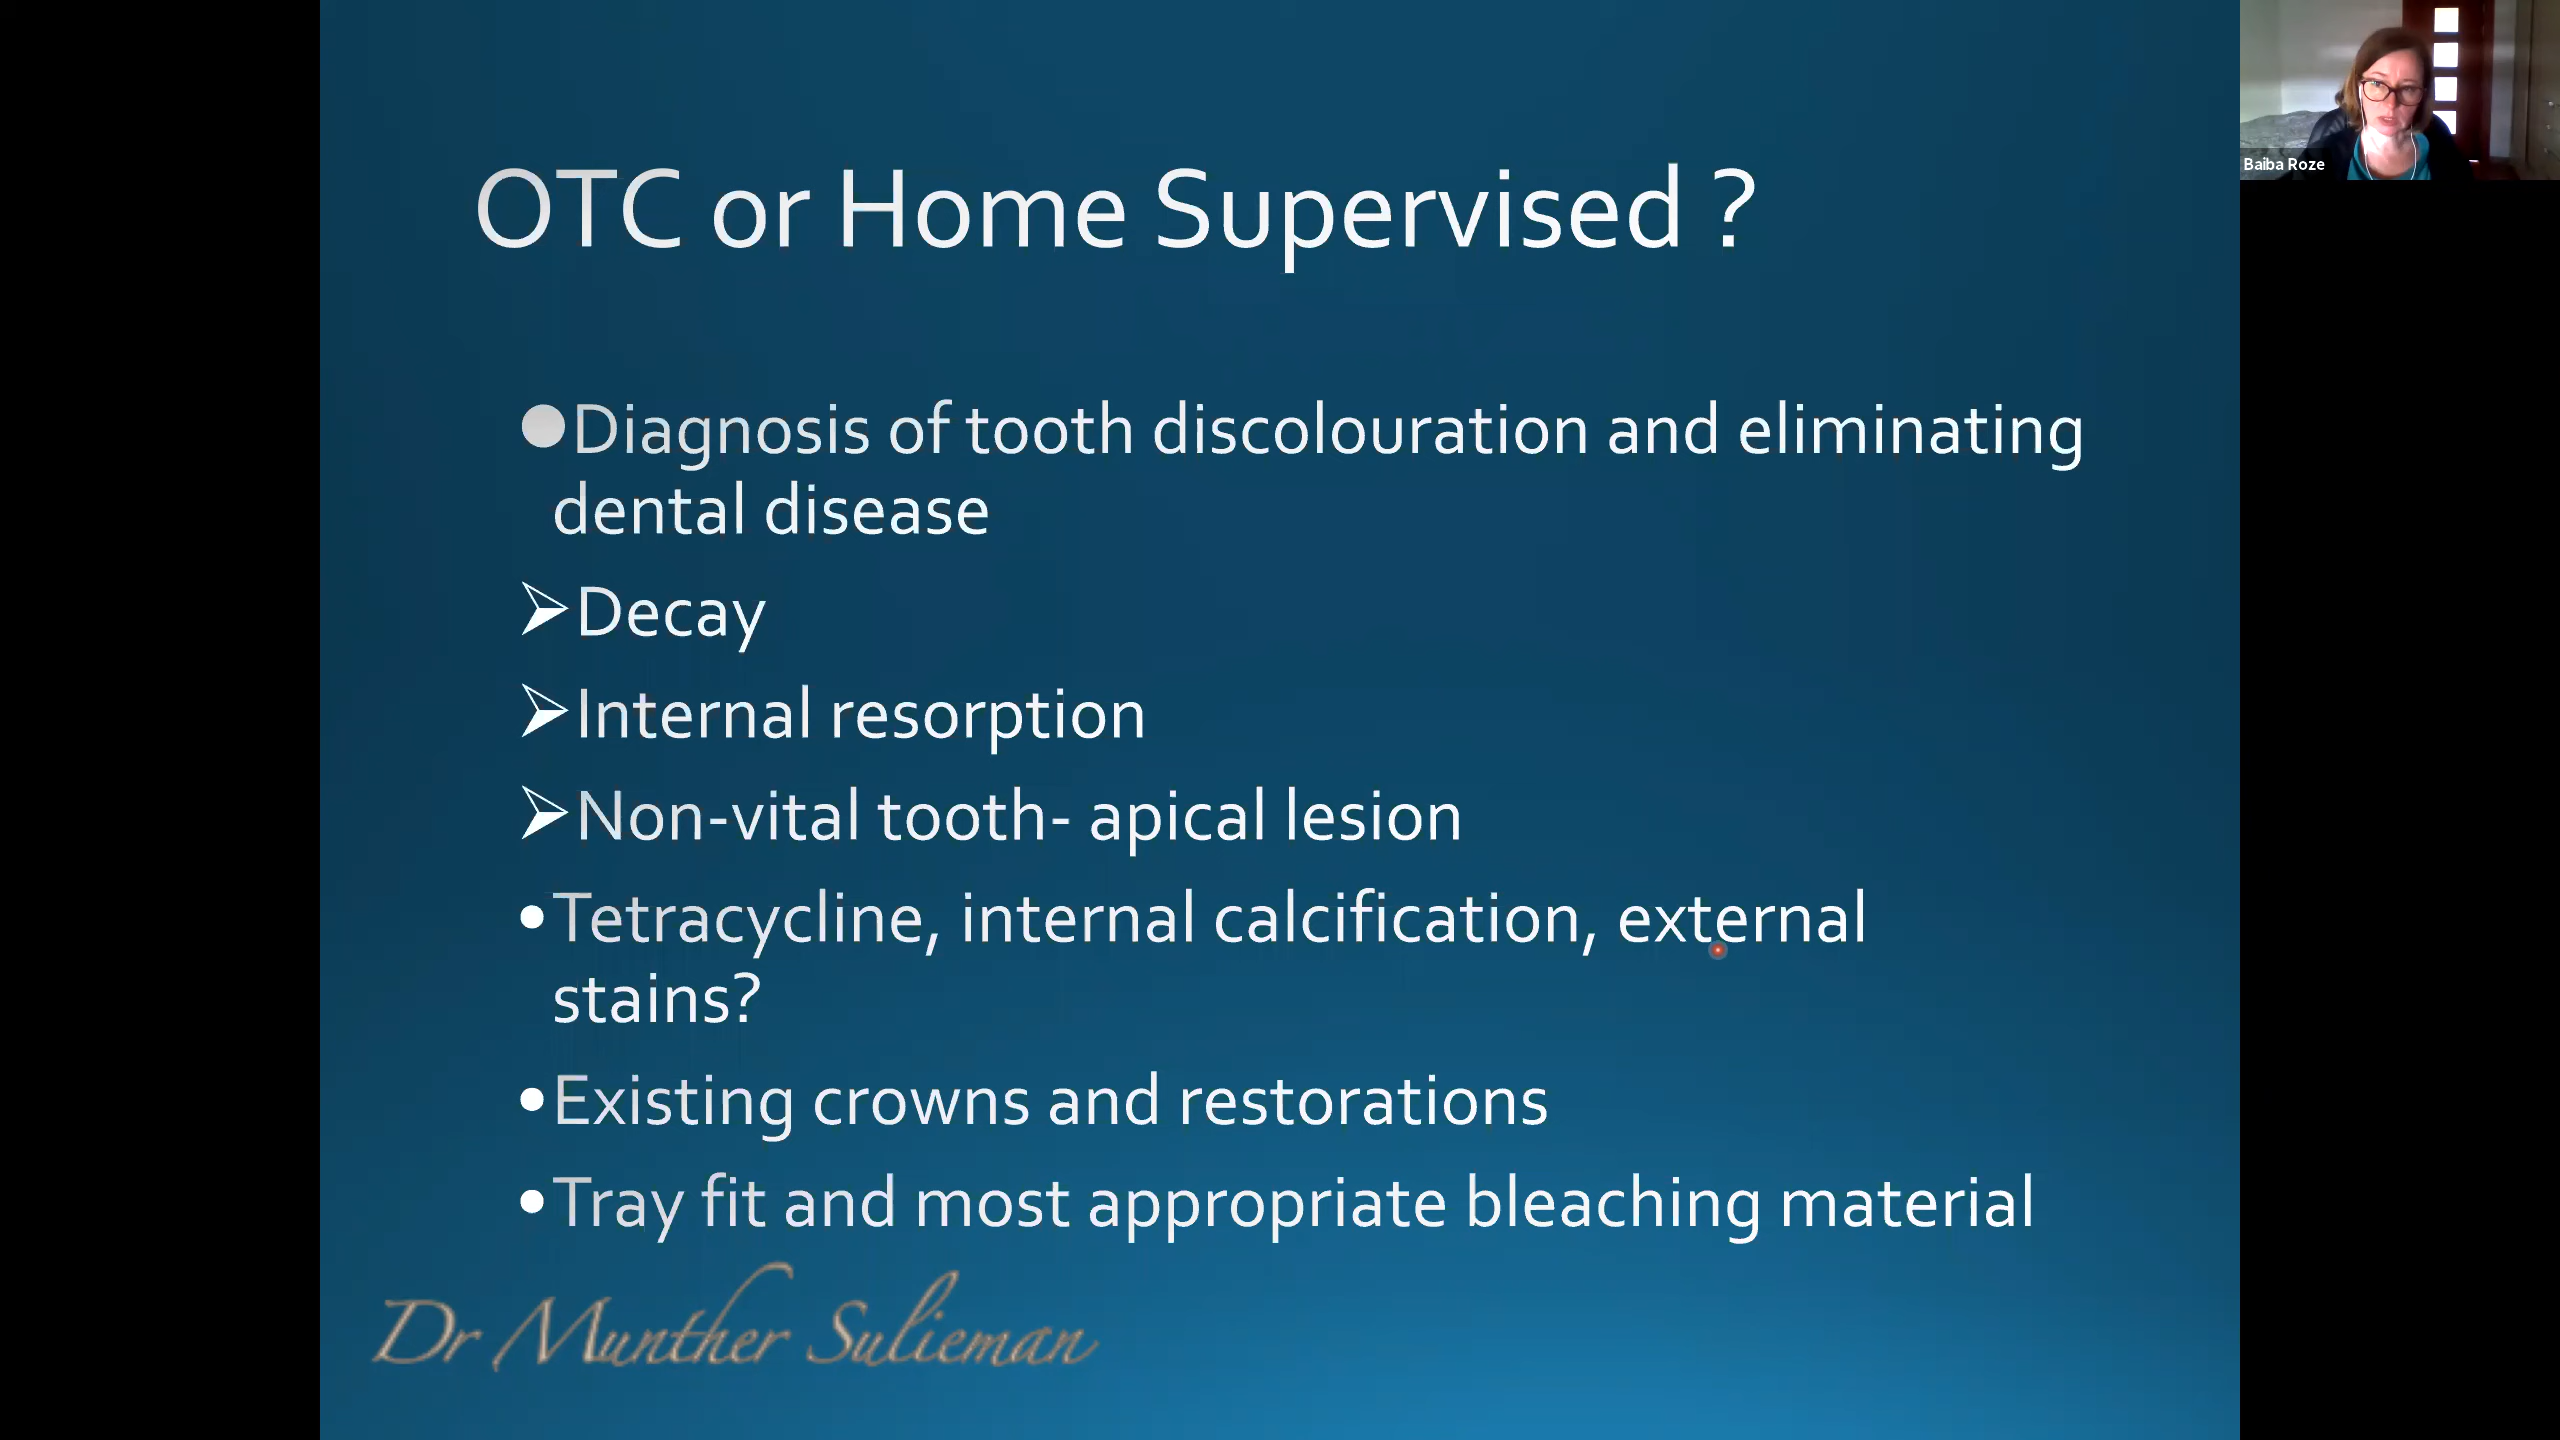 OTC or Home Supervised ?
Diagnosis of tooth discolouration and eliminating
dental disease
Decay
Internal resorption
Non-vital tooth- apical lesion
Tetracycline, internal calcification, external
stains?
Existing crowns and restorations
Tray fit and most appropriate bleaching material
Dr Munther Sulieman
Baiba Roze